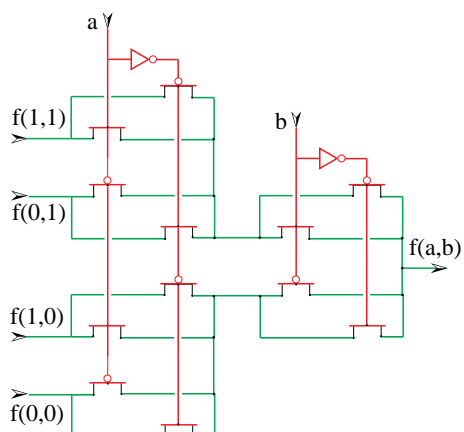 a
f(1,1)
b
f(0,1)
f(a,b)
f(1,0)
f(0,0)